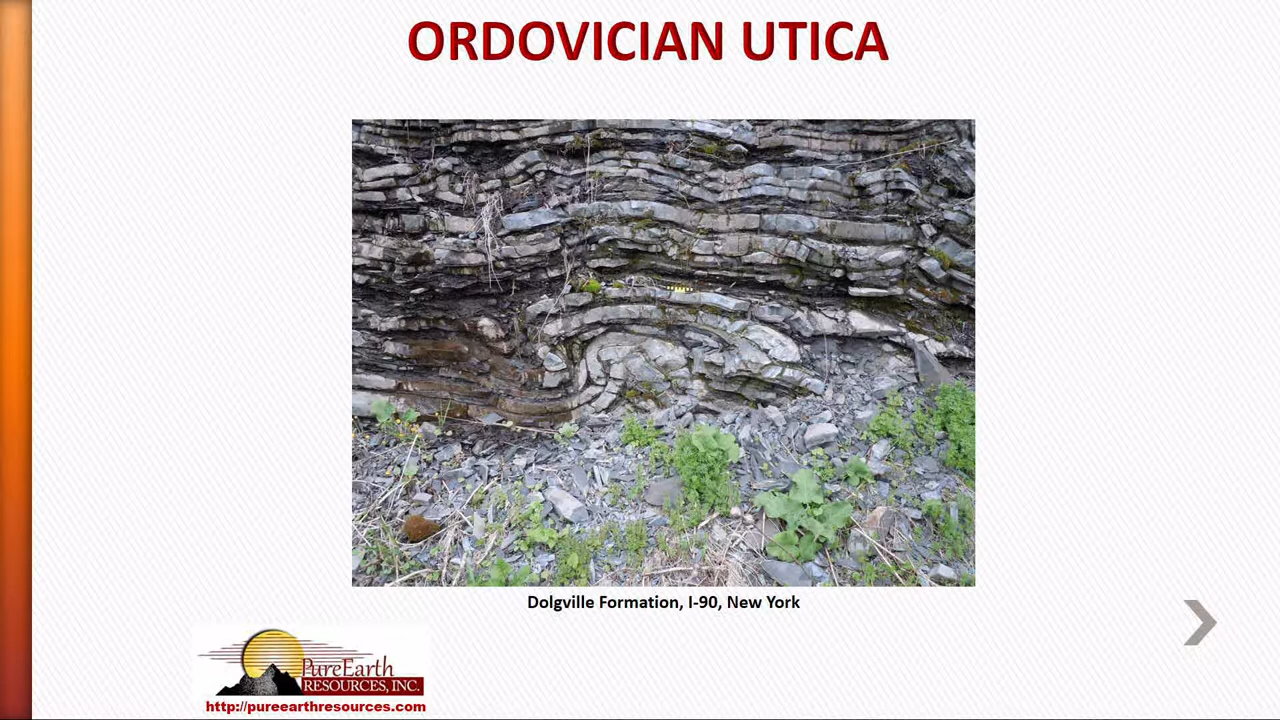 ORDOVICIAN UTICA
Dolgville Formation, I-90, New York
PureEarth
RESOURCES, INC.
http://pureearthresources.com